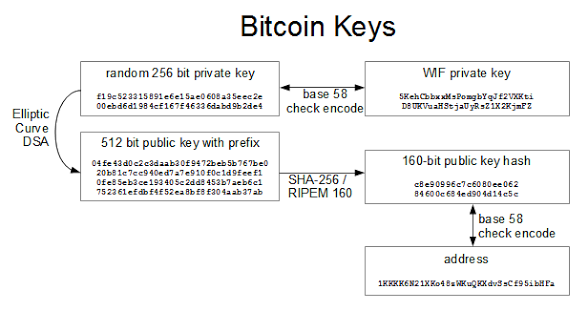 Bitcoin Keys
random 256 bit private key
f19c523315891e6e15ae0608a35eec2e
00ebd6d1984cf167f46336dabd9b2de4
base 58
check encode
WIF private key
5KehCbbxxMsPomgbYqJf2VXKti
D8UKVuaHStjaUyRsZ1X2KjmFZ
Elliptic
Curve
DSA
512 bit public key with prefix
04fe43d0c2c3daab30f9472beb5b767be0
20b81c7cc940ed7a7e910f0c1d9feef1
0fe85eb3ce193405c2dd8453b7aeb6c1
752361efdbf4f52ea8bf8f304aab37ab
SHA-256 /
RIPEM 160
160-bit public key hash
c8e90996c7c6080ee062
84600c684ed904d14c5c
base 58
check encode
address
1KKKK6N21XKo48zWKuQKXdvSsCf95ibHFa